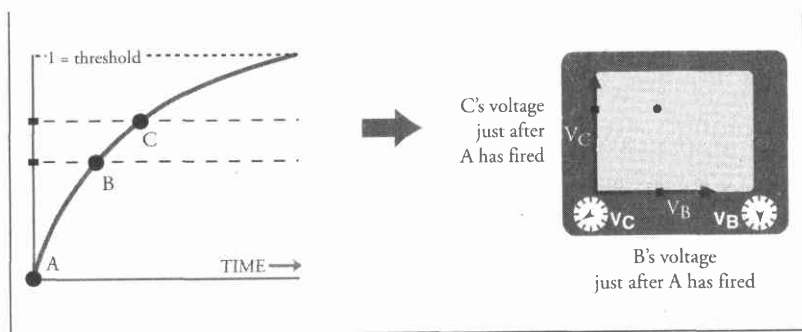 1 = threshold
C
B
A
TIME
C's voltage
just after
A has fired
VC
VB
VC
VB
B's voltage
just after A has fired